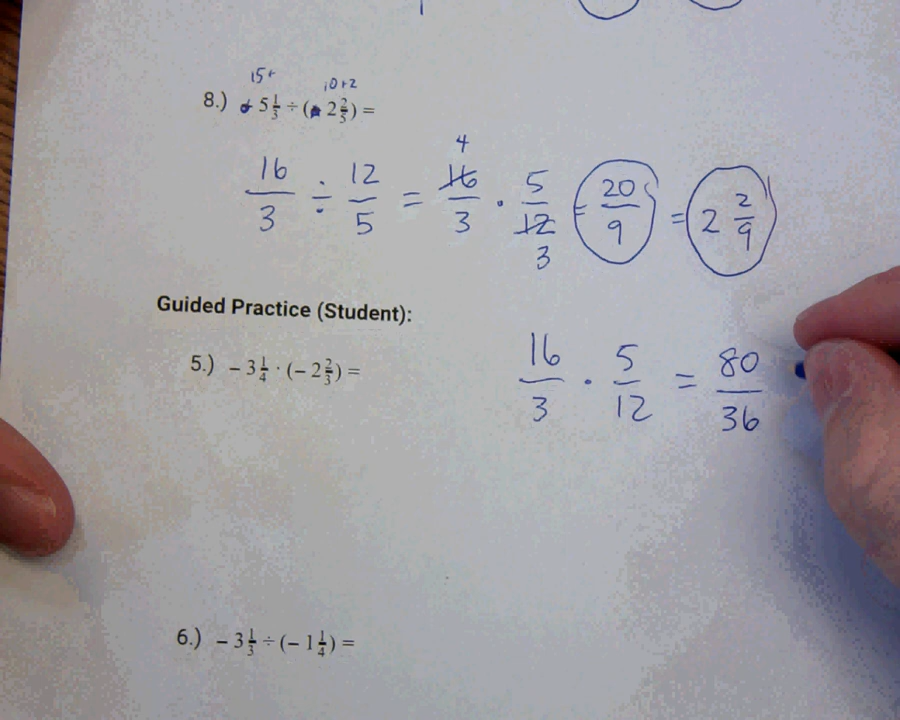 15+ 10+2
8.) 5 1/3 ÷ ( 2 2/5) =
16/3 ÷ 12/5 = 4 16/3 · 5/12 3 = 20/9 = 2 2/9
Guided Practice (Student):
5.) – 3 1/4 · (– 2 2/3) =
16/3 · 5/12 = 80/36
6.) – 3 1/3 ÷ (– 1 1/4) =